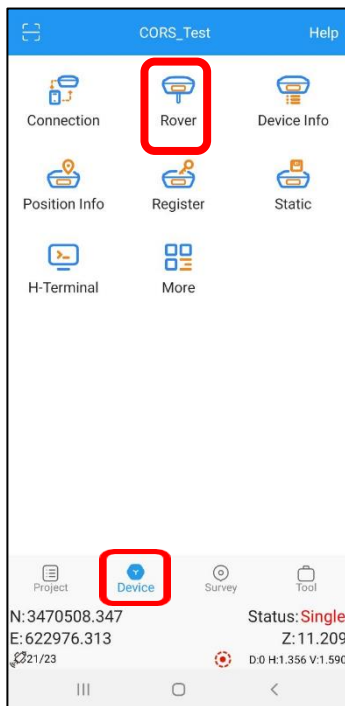 CORS_Test Help
Connection Rover Device Info
Position Info Register Static
H-Terminal More
Project Device Survey Tool
N:3470508.347 Status:Single
E:622976.313 Z:11.209
21/23 D:0 H:1.356 V:1.590